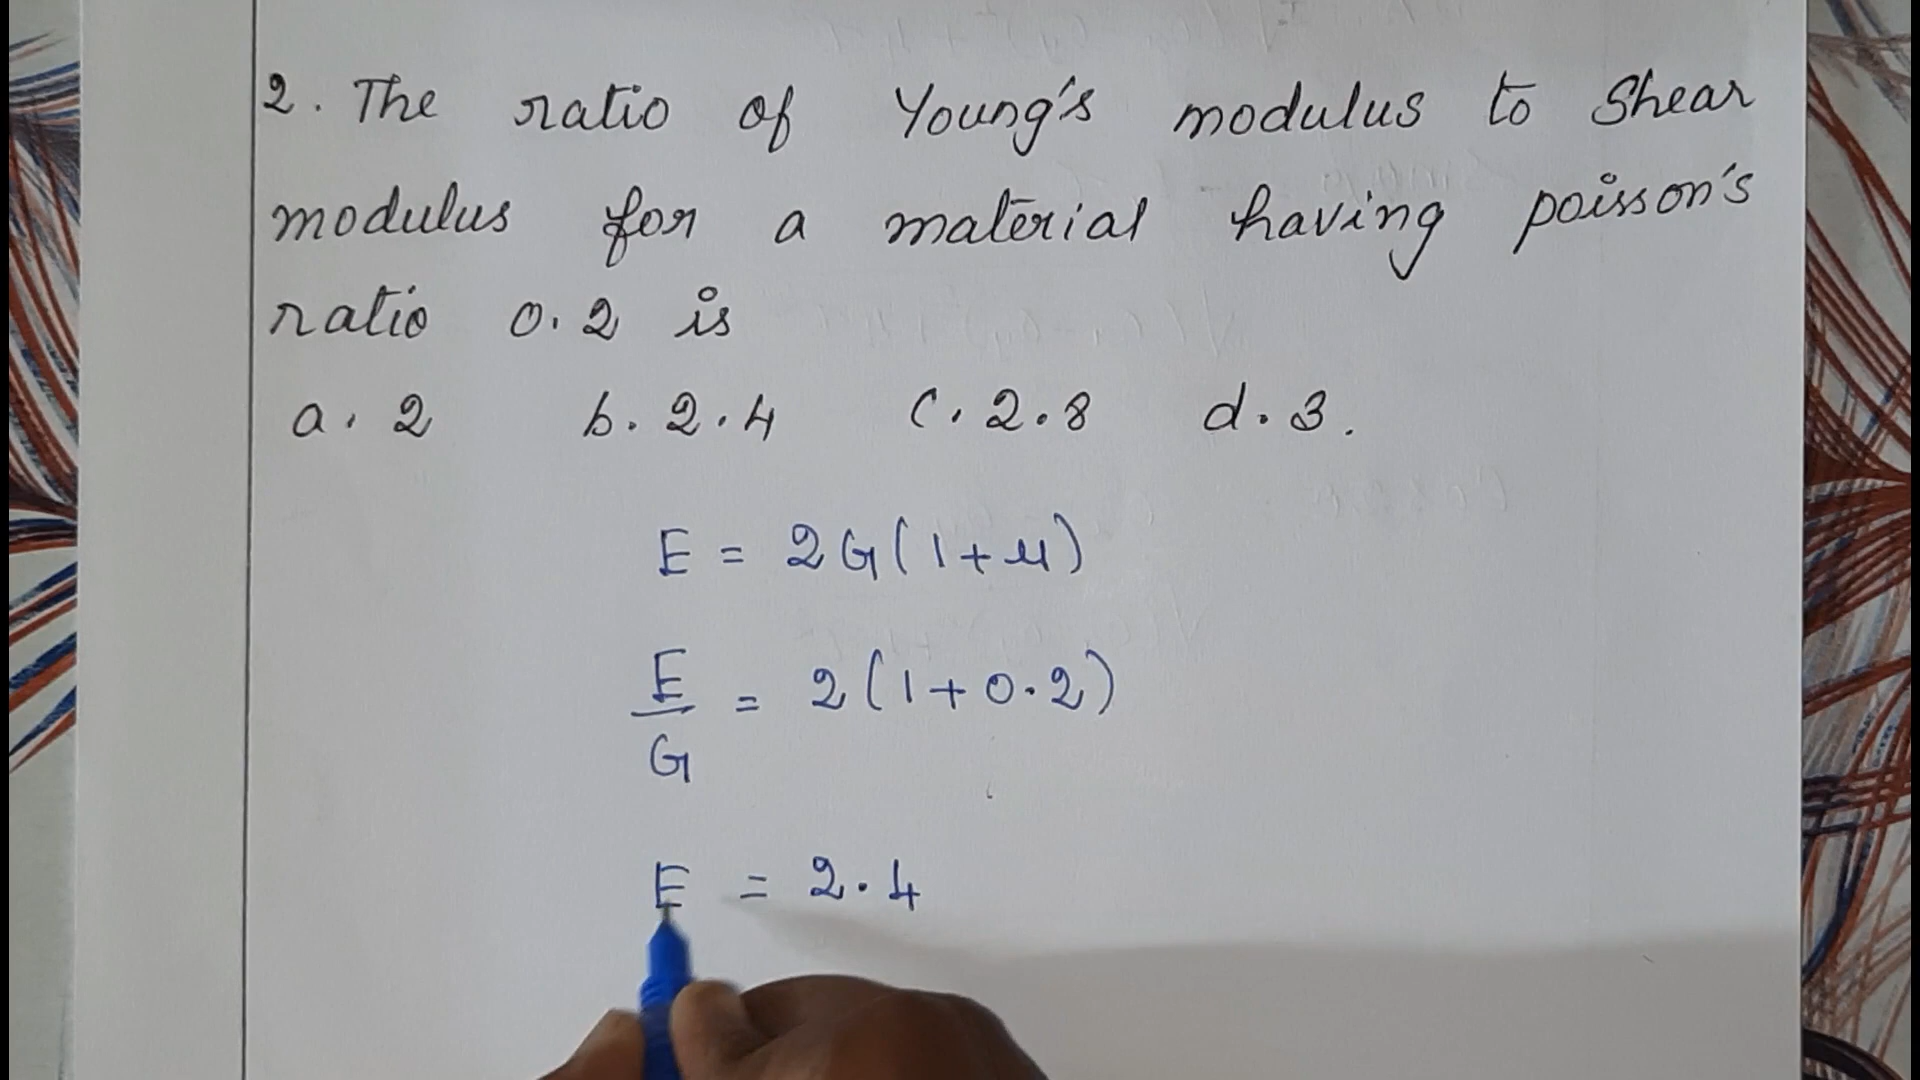 2. The ratio of Young's modulus to Shear
modulus for a material having poisson's
ratio 0.2 is
a. 2 b. 2.4 c. 2.8 d. 3.
E = 2G(1+μ)
E/G = 2(1+0.2)
E = 2.4